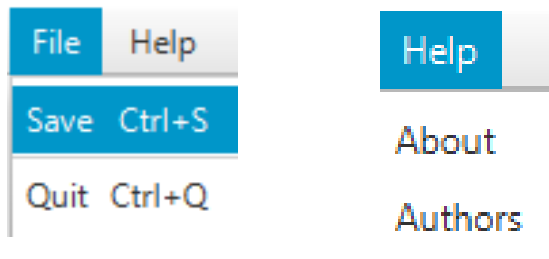 File Help
Save Ctrl+S
Quit Ctrl+Q
Help
About
Authors